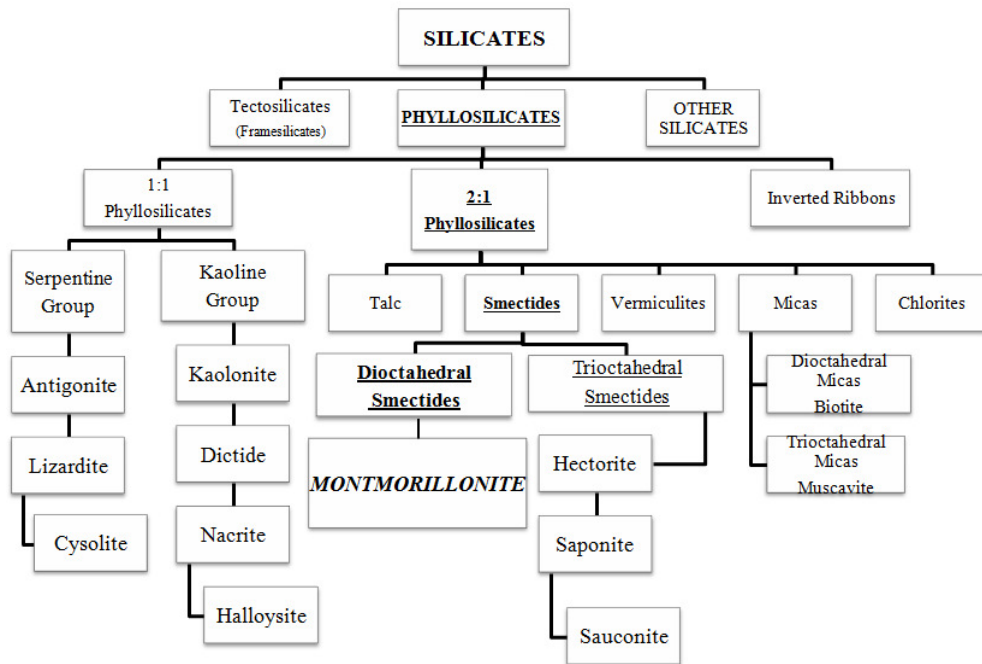 SILICATES
Tectosilicates
(Framesilicates)
PHYLLOSILICATES
OTHER
SILICATES
1:1
Phyllosilicates
2:1
Phyllosilicates
Inverted Ribbons
Serpentine
Group
Kaoline
Group
Talc
Smectides
Vermiculites
Micas
Chlorites
Antigonite
Kaolonite
Dioctahedral
Smectides
Trioctahedral
Smectides
Dioctahedral
Micas
Biotite
Lizardite
Dictide
MONTMORILLONITE
Hectorite
Trioctahedral
Micas
Muscavite
Cysolite
Nacrite
Saponite
Halloysite
Sauconite